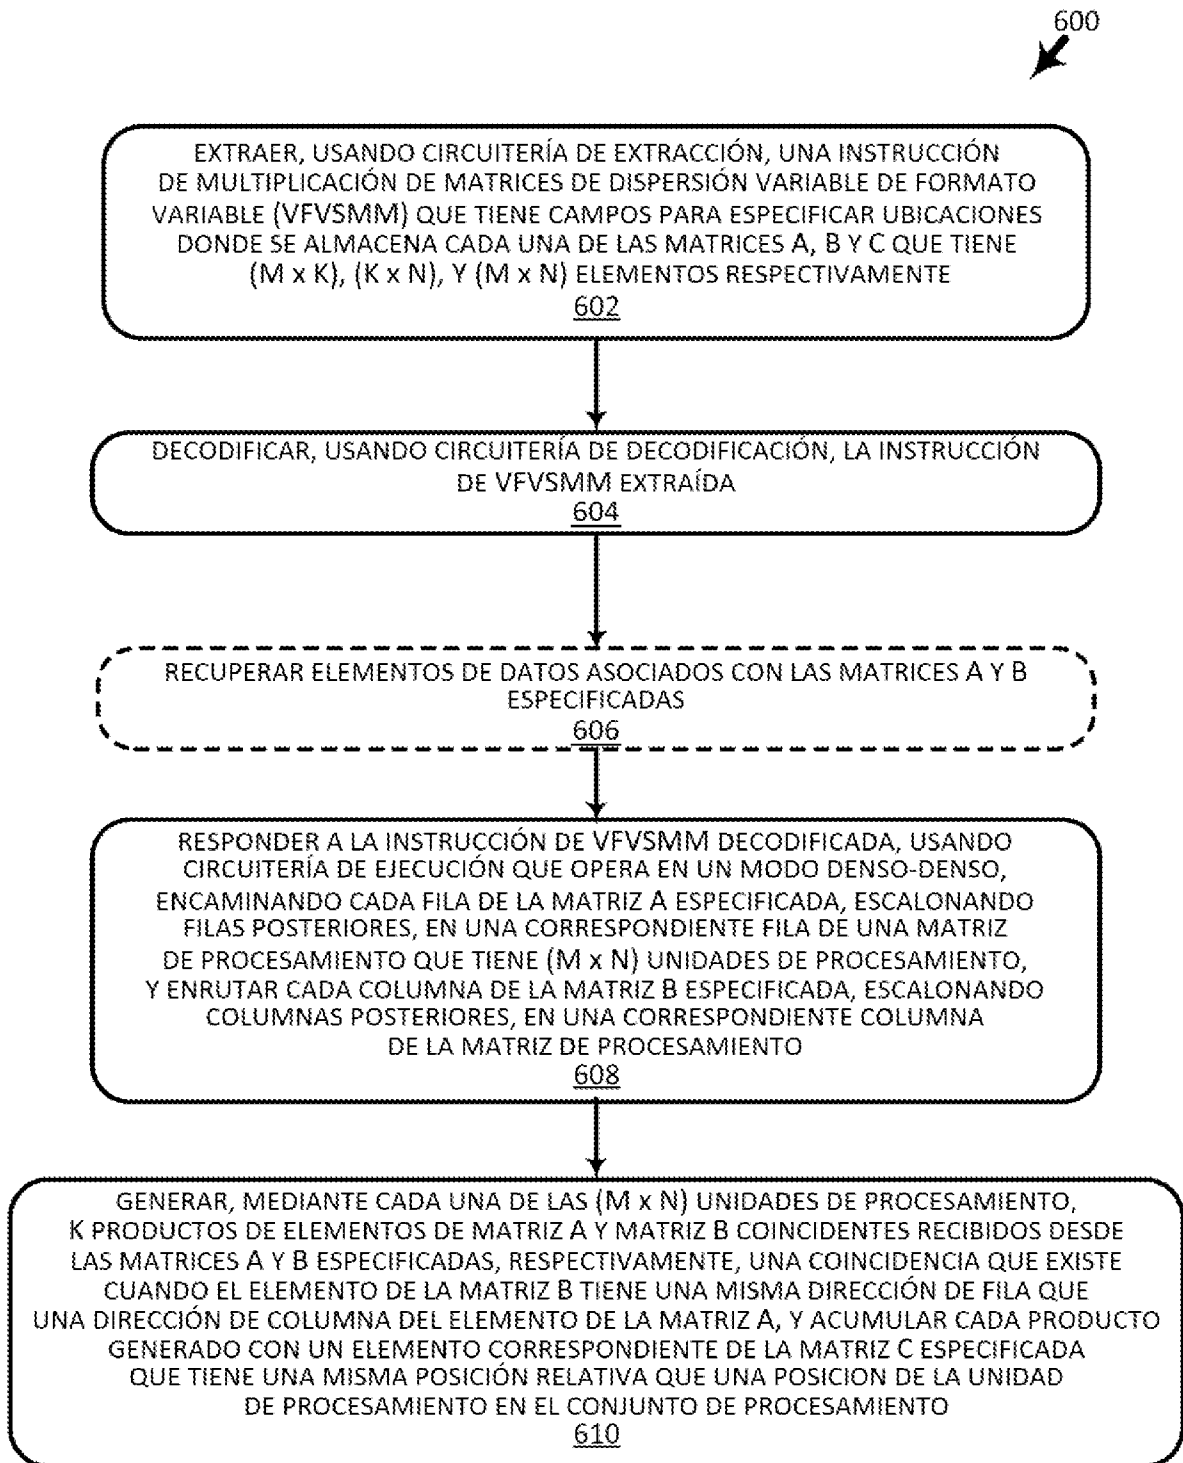 600
EXTRAER, USANDO CIRCUITERÍA DE EXTRACCIÓN, UNA INSTRUCCIÓN
DE MULTIPLICACIÓN DE MATRICES DE DISPERSIÓN VARIABLE DE FORMATO
VARIABLE (VFVSMM) QUE TIENE CAMPOS PARA ESPECIFICAR UBICACIONES
DONDE SE ALMACENA CADA UNA DE LAS MATRICES A, B Y C QUE TIENE
(M x K), (K x N), Y (M x N) ELEMENTOS RESPECTIVAMENTE
602
DECODIFICAR, USANDO CIRCUITERÍA DE DECODIFICACIÓN, LA INSTRUCCIÓN
DE VFVSMM EXTRAÍDA
604
RECUPERAR ELEMENTOS DE DATOS ASOCIADOS CON LAS MATRICES A Y B
ESPECIFICADAS
606
RESPONDER A LA INSTRUCCIÓN DE VFVSMM DECODIFICADA, USANDO
CIRCUITERÍA DE EJECUCIÓN QUE OPERA EN UN MODO DENSO-DENSO,
ENCAMINANDO CADA FILA DE LA MATRIZ A ESPECIFICADA, ESCALONANDO
FILAS POSTERIORES, EN UNA CORRESPONDIENTE FILA DE UNA MATRIZ
DE PROCESAMIENTO QUE TIENE (M x N) UNIDADES DE PROCESAMIENTO,
Y ENRUTAR CADA COLUMNA DE LA MATRIZ B ESPECIFICADA, ESCALONANDO
COLUMNAS POSTERIORES, EN UNA CORRESPONDIENTE COLUMNA
DE LA MATRIZ DE PROCESAMIENTO
608
GENERAR, MEDIANTE CADA UNA DE LAS (M x N) UNIDADES DE PROCESAMIENTO,
K PRODUCTOS DE ELEMENTOS DE MATRIZ A Y MATRIZ B COINCIDENTES RECIBIDOS DESDE
LAS MATRICES A Y B ESPECIFICADAS, RESPECTIVAMENTE, UNA COINCIDENCIA QUE EXISTE
CUANDO EL ELEMENTO DE LA MATRIZ B TIENE UNA MISMA DIRECCIÓN DE FILA QUE
UNA DIRECCIÓN DE COLUMNA DEL ELEMENTO DE LA MATRIZ A, Y ACUMULAR CADA PRODUCTO
GENERADO CON UN ELEMENTO CORRESPONDIENTE DE LA MATRIZ C ESPECIFICADA
QUE TIENE UNA MISMA POSICIÓN RELATIVA QUE UNA POSICION DE LA UNIDAD
DE PROCESAMIENTO EN EL CONJUNTO DE PROCESAMIENTO
610